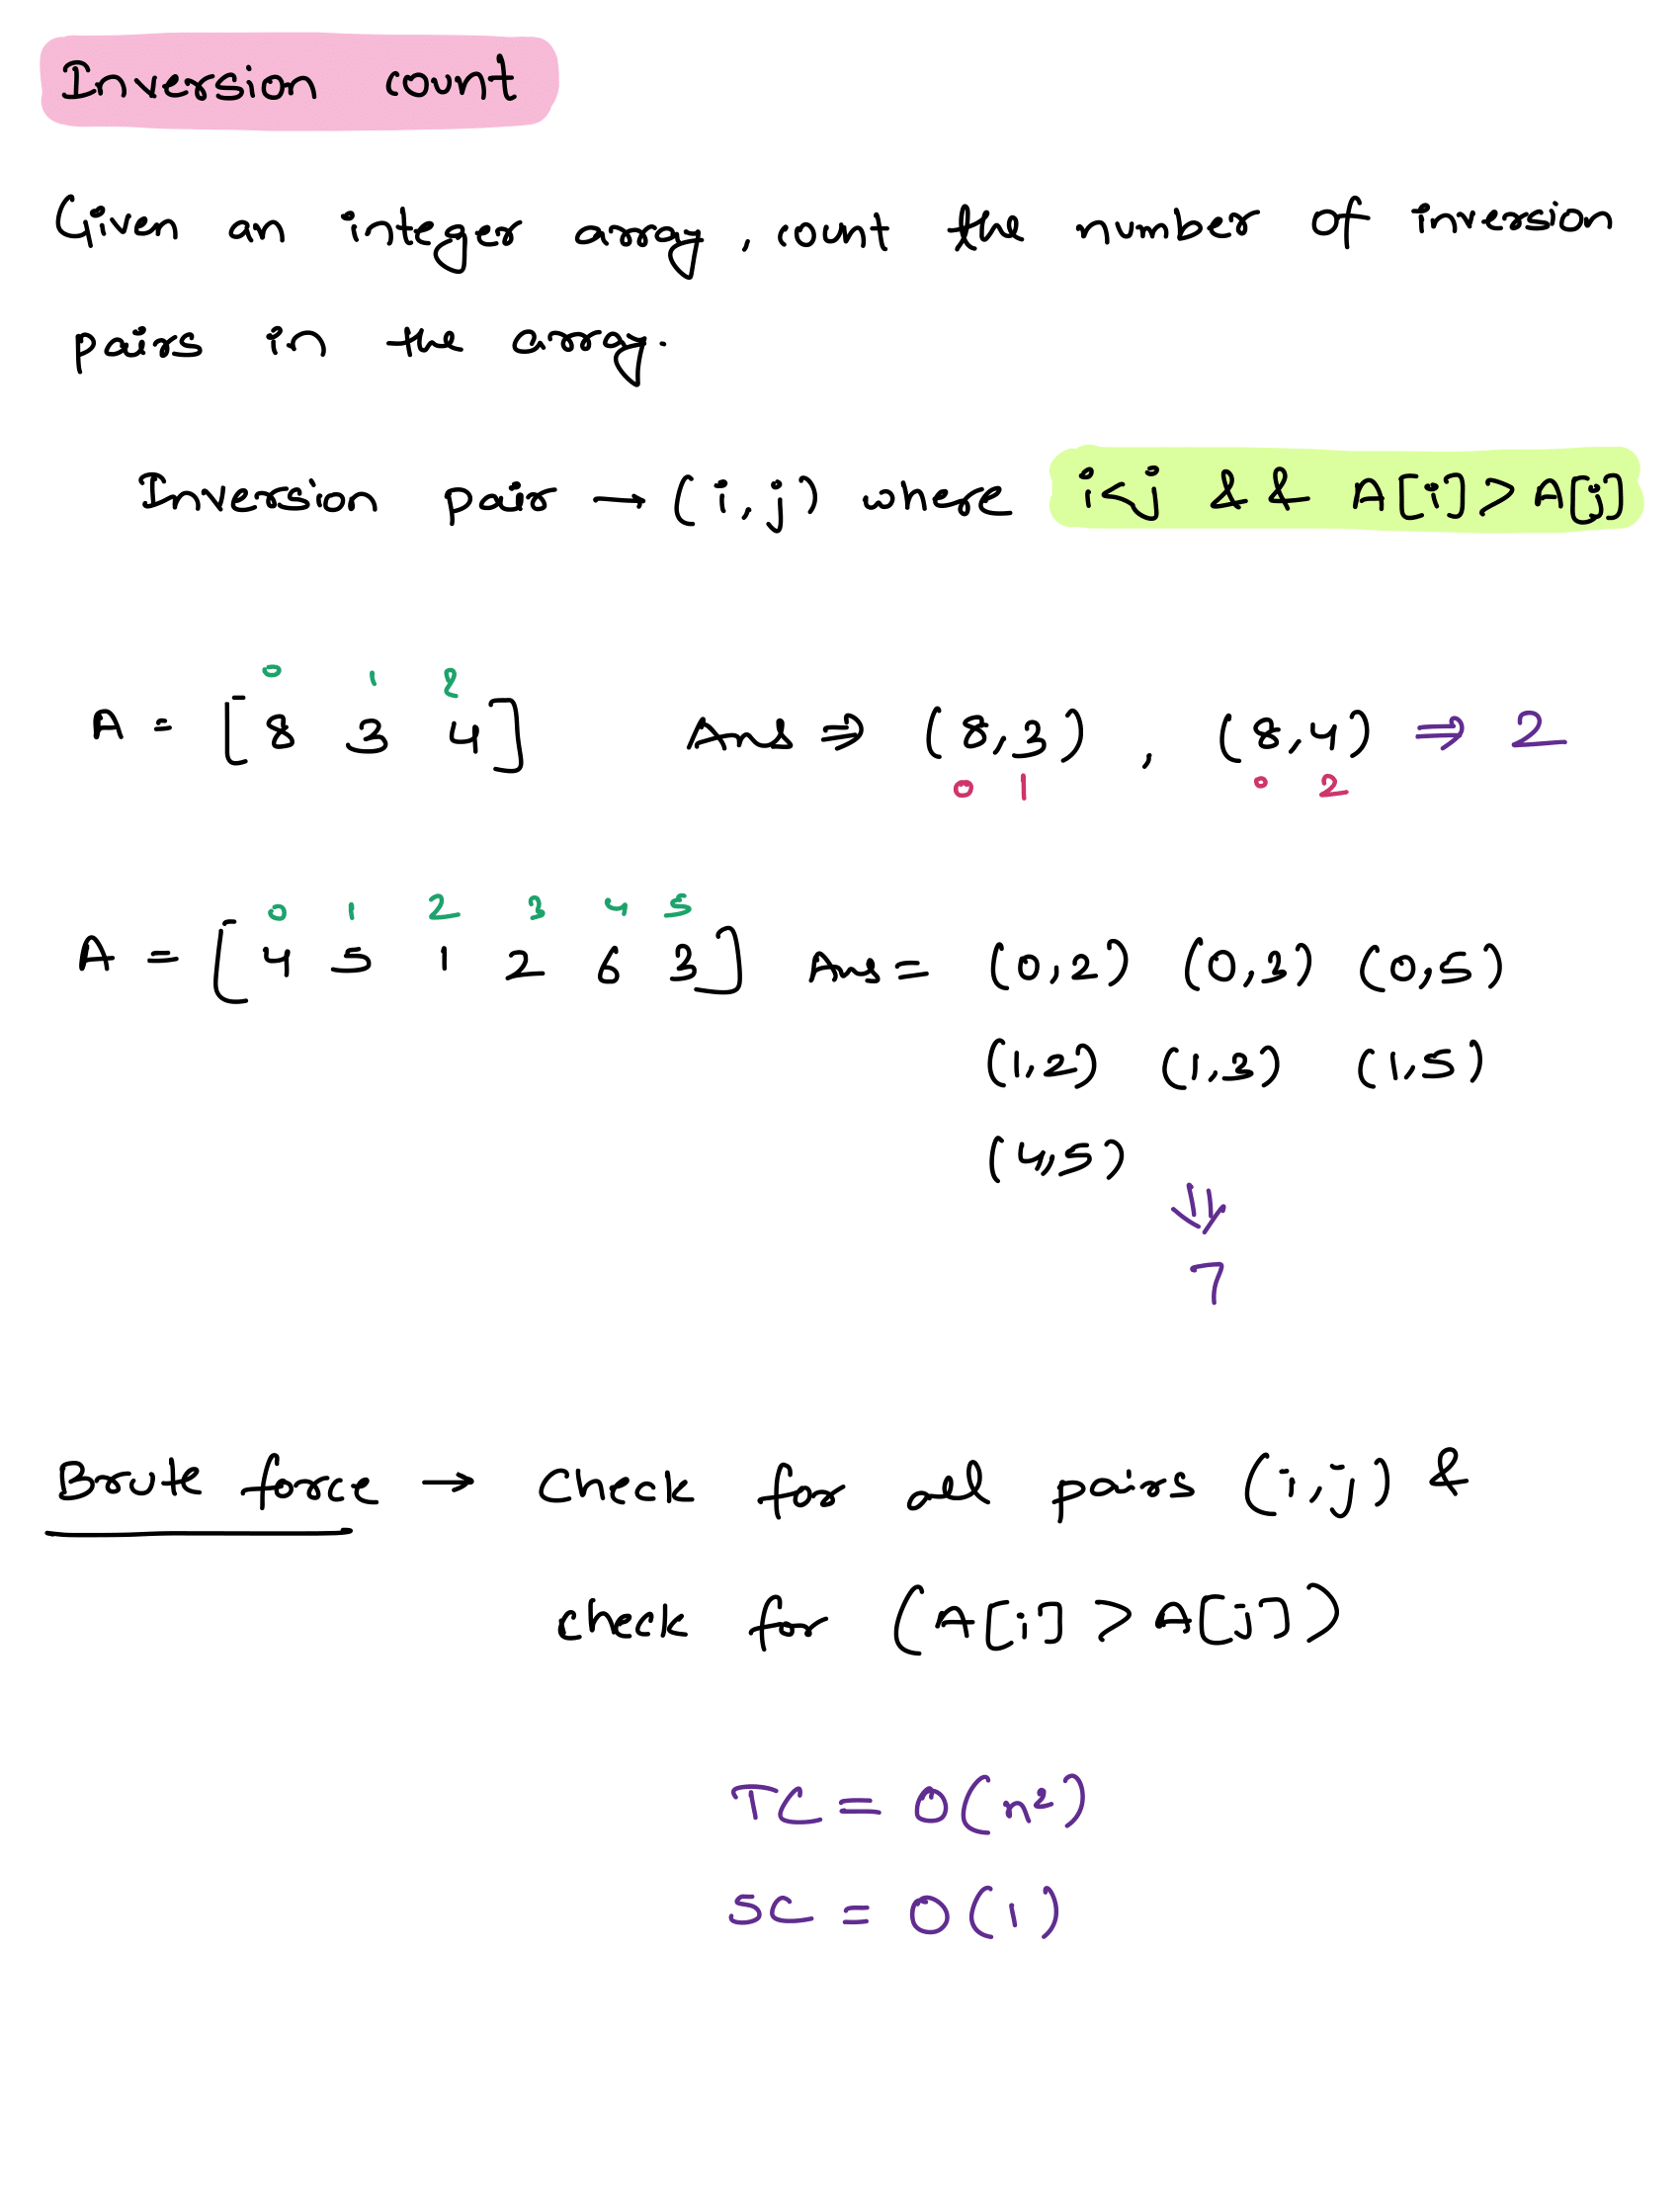 Inversion count
Given an integer array, count the number of inversion
pairs in the array.
Inversion pair → (i,j) where i<j && A[i]>A[j]
0 1 2
A = [8 3 4] Ans ⇒ (8,3) , (8,4) ⇒ 2
0 1 0 2
0 1 2 3 4 5
A = [4 5 1 2 6 3] Ans = (0,2) (0,3) (0,5)
(1,2) (1,3) (1,5)
(4,5)
⇓
7
Brute force → Check for all pairs (i,j) &
check for (A[i] > A[j])
TC = O(n²)
SC = O(1)